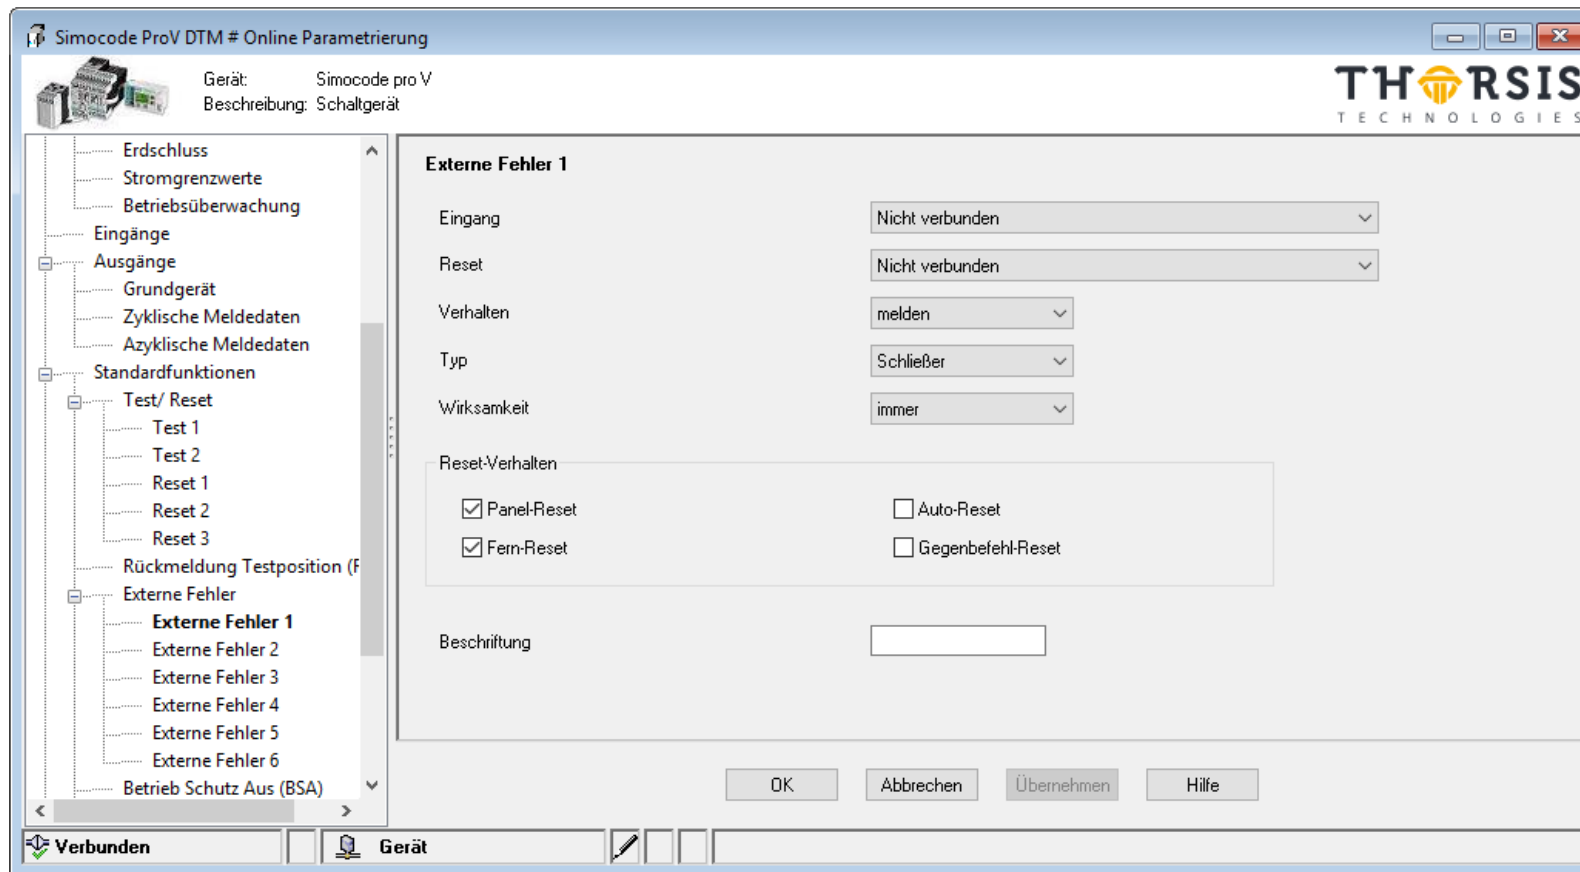 Simocode ProV DTM # Online Parametrierung
Gerät: Simocode pro V
Beschreibung: Schaltgerät
THORSIS
TECHNOLOGIES
Erdschluss
Stromgrenzwerte
Betriebsüberwachung
Eingänge
Ausgänge
Grundgerät
Zyklische Meldedaten
Azyklische Meldedaten
Standardfunktionen
Test/ Reset
Test 1
Test 2
Reset 1
Reset 2
Reset 3
Rückmeldung Testposition (F
Externe Fehler
Externe Fehler 1
Externe Fehler 2
Externe Fehler 3
Externe Fehler 4
Externe Fehler 5
Externe Fehler 6
Betrieb Schutz Aus (BSA)
Externe Fehler 1
Eingang Nicht verbunden
Reset Nicht verbunden
Verhalten melden
Typ Schließer
Wirksamkeit immer
Reset-Verhalten
Panel-Reset Auto-Reset
Fern-Reset Gegenbefehl-Reset
Beschriftung
OK Abbrechen Übernehmen Hilfe
Verbunden Gerät